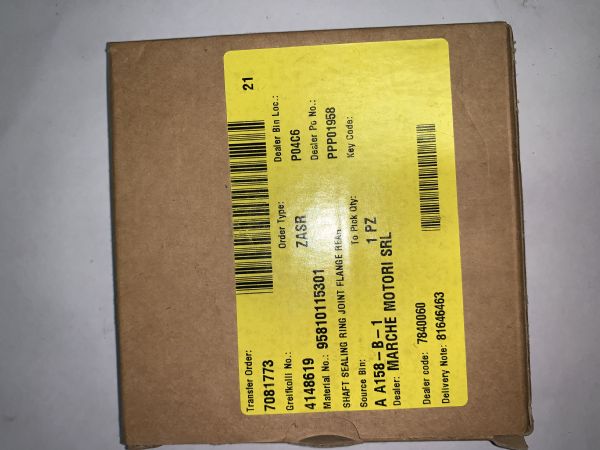 21
Transfer Order:
7081773
Greifkolli No.: Order Type: Dealer Bin Loc.:
4148619 ZASR P04C6
Material No.: 95810115301 Dealer Po No.:
PPP01958
SHAFT SEALING RING JOINT FLANGE REAR
Source Bin: To Pick Qty: Key Code:
A A158-B-1 1 PZ
Dealer: MARCHE MOTORI SRL
Dealer code: 7840060
Delivery Note: 81646463